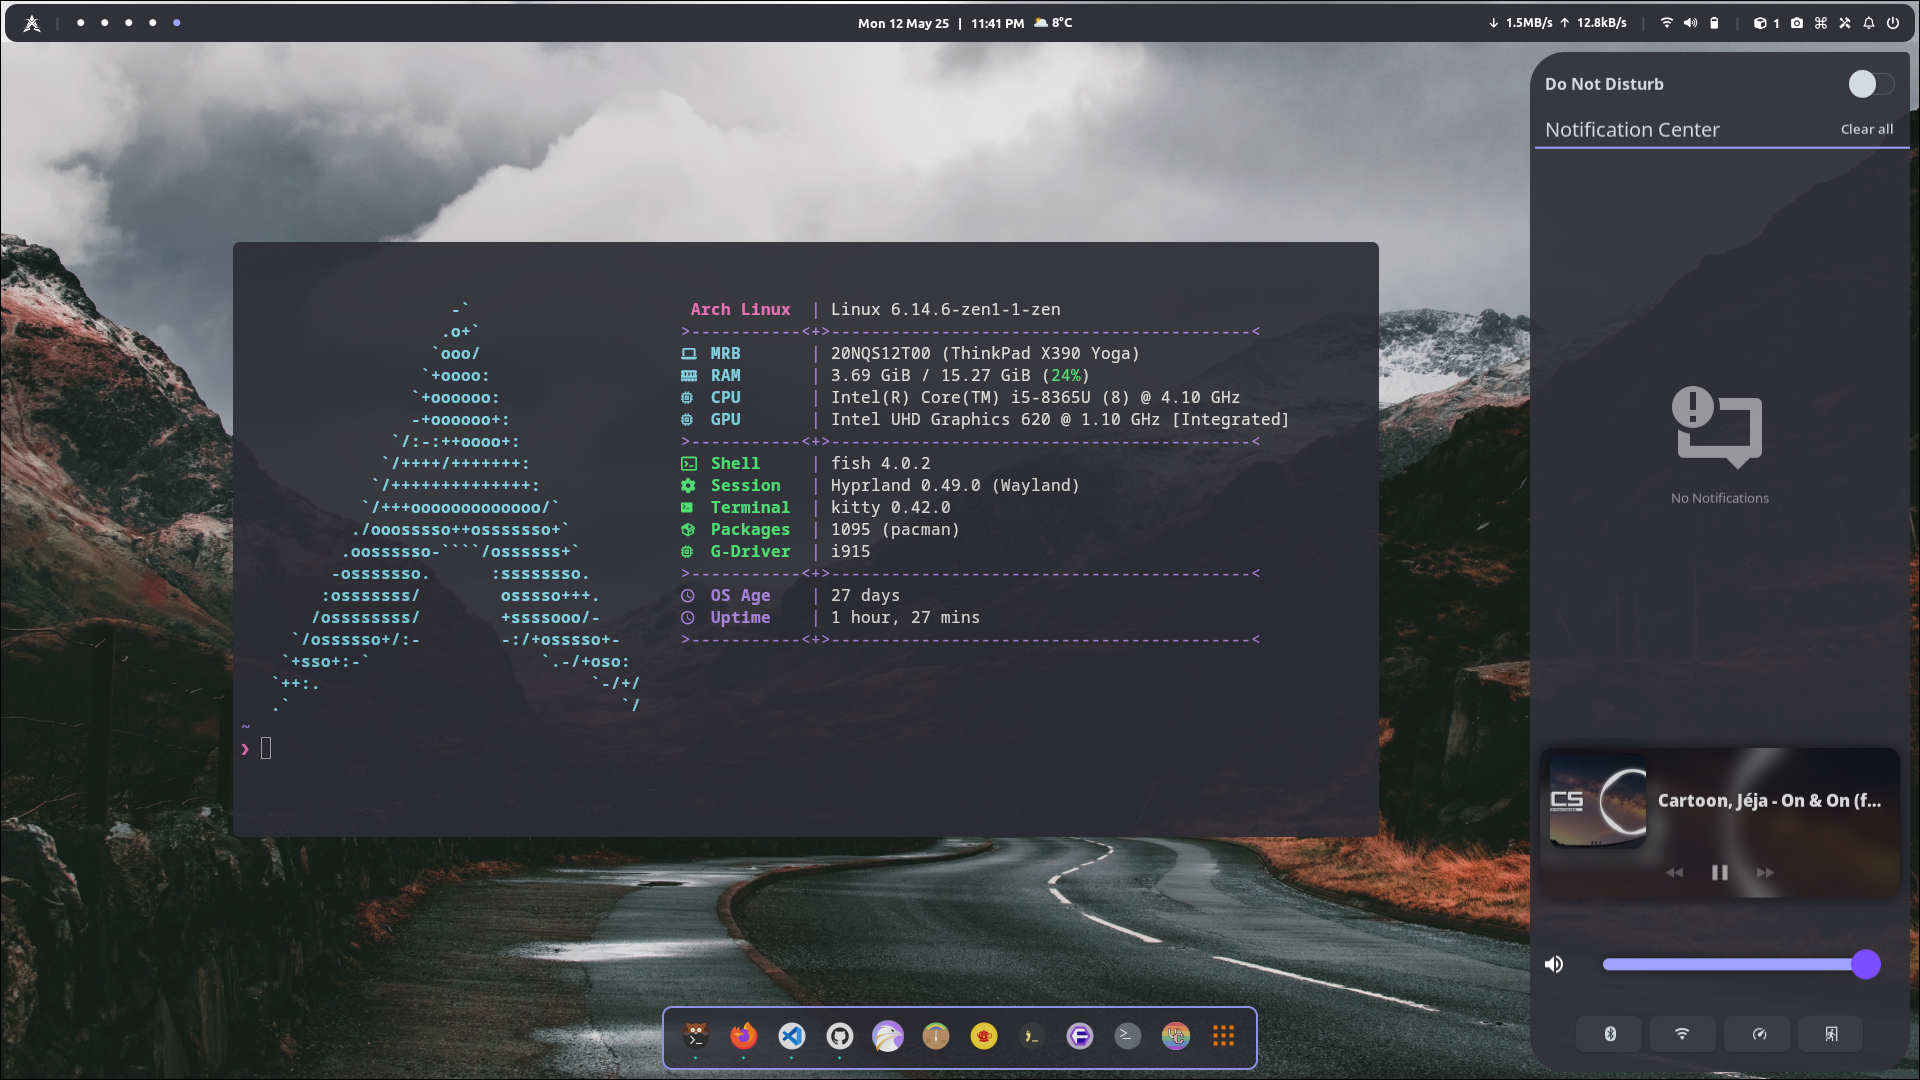 Mon 12 May 25 | 11:41 PM 8°C
↓ 1.5MB/s ↑ 12.8kB/s
1
Do Not Disturb
Notification Center Clear all
No Notifications
Arch Linux | Linux 6.14.6-zen1-1-zen
>-----------<+>------------------------------------------<
MRB | 20NQS12T00 (ThinkPad X390 Yoga)
RAM | 3.69 GiB / 15.27 GiB (24%)
CPU | Intel(R) Core(TM) i5-8365U (8) @ 4.10 GHz
GPU | Intel UHD Graphics 620 @ 1.10 GHz [Integrated]
>-----------<+>------------------------------------------<
Shell | fish 4.0.2
Session | Hyprland 0.49.0 (Wayland)
Terminal | kitty 0.42.0
Packages | 1095 (pacman)
G-Driver | i915
>-----------<+>------------------------------------------<
OS Age | 27 days
Uptime | 1 hour, 27 mins
>-----------<+>------------------------------------------<
-`
.o+`
`ooo/
`+oooo:
`+oooooo:
-+oooooo+:
`/:-:++oooo+:
`/++++/+++++++:
`/++++++++++++++:
`/+++ooooooooooooo/`
./ooosssso++osssssso+`
.oossssso-````/ossssss+`
-osssssso. :ssssssso.
:osssssss/ osssso+++.
/ossssssss/ +ssssooo/-
`/ossssso+/:- -:/+osssso+-
`+sso+:-` `.-/+oso:
`++:. `-/+/
.` `/
~
❯
CS
Cartoon, Jéja - On & On (f...